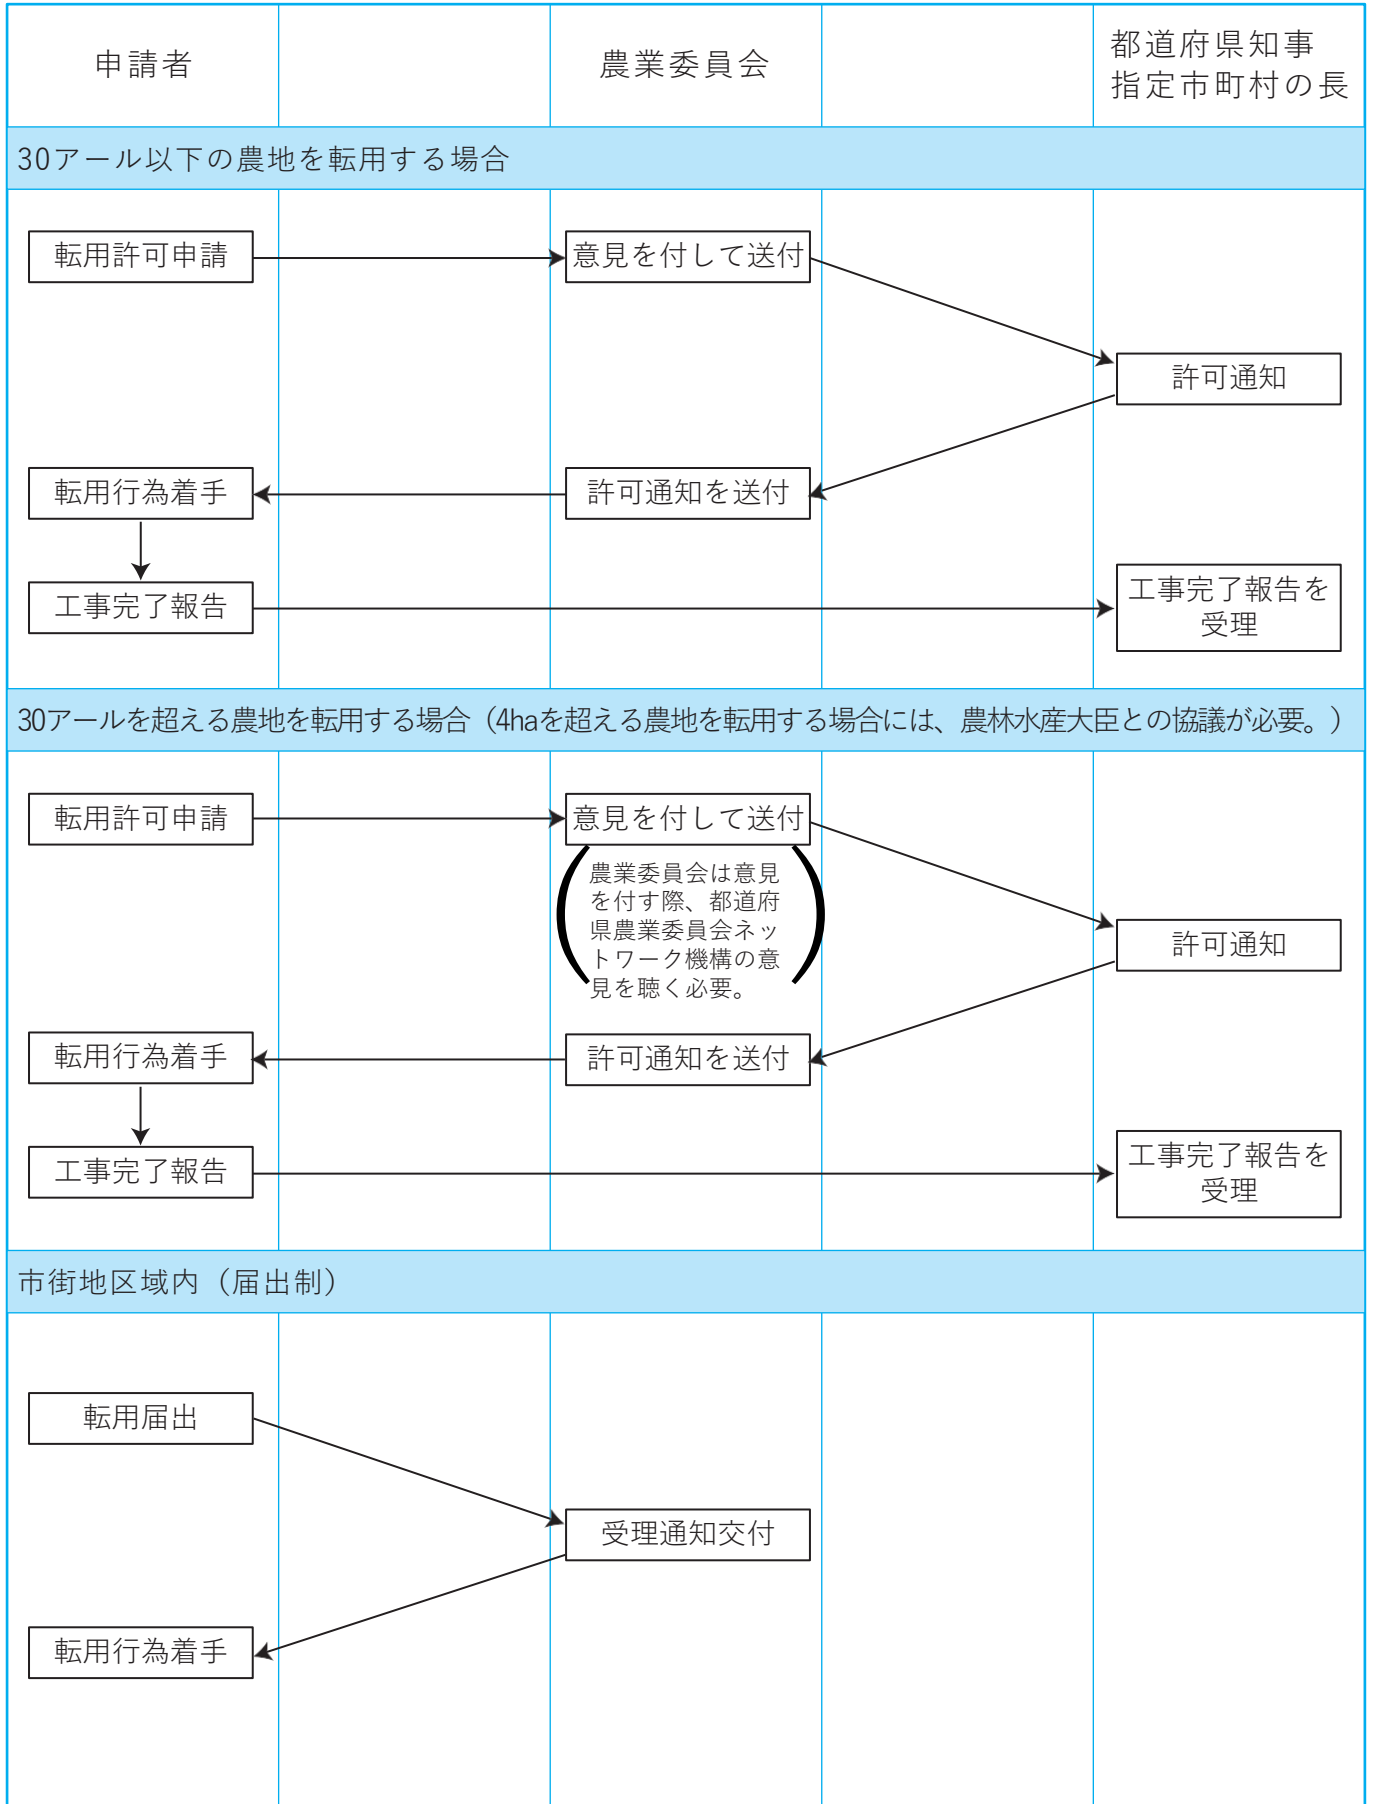 申請者
農業委員会
都道府県知事
指定市町村の長
30アール以下の農地を転用する場合
転用許可申請
意見を付して送付
許可通知
転用行為着手
許可通知を送付
工事完了報告
工事完了報告を
受理
30アールを超える農地を転用する場合（4haを超える農地を転用する場合には、農林水産大臣との協議が必要。）
転用許可申請
意見を付して送付
農業委員会は意見
を付す際、都道府
県農業委員会ネッ
トワーク機構の意
見を聴く必要。
許可通知
転用行為着手
許可通知を送付
工事完了報告
工事完了報告を
受理
市街地区域内（届出制）
転用届出
受理通知交付
転用行為着手